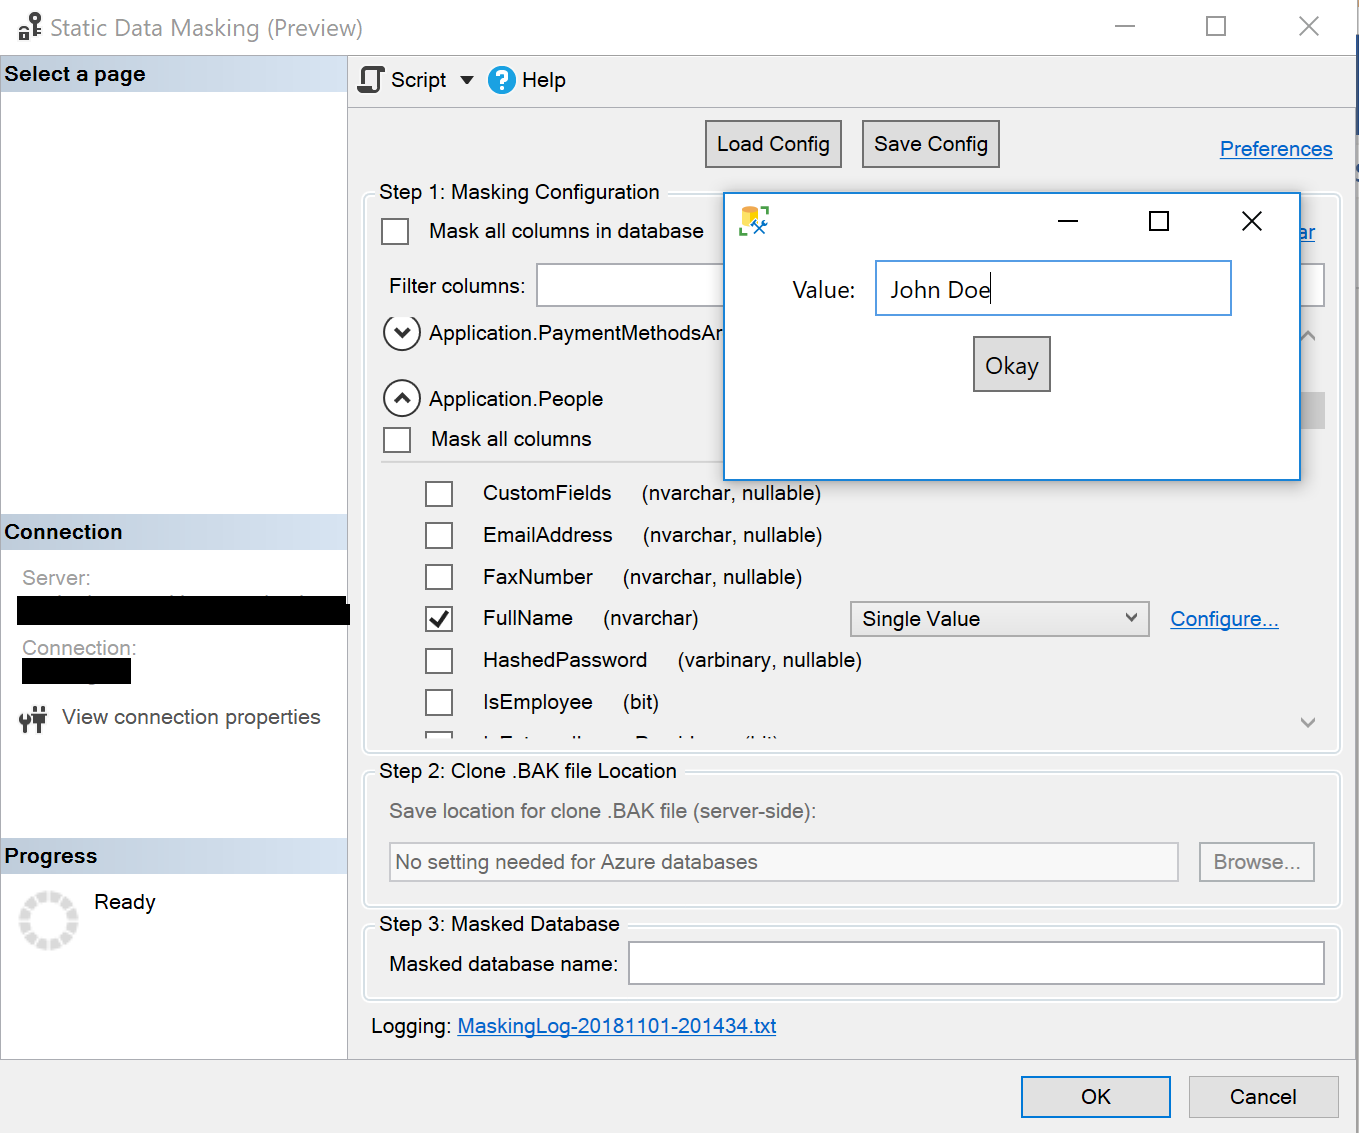 Static Data Masking (Preview)
Select a page
Script
Help
Load Config
Save Config
Preferences
Step 1: Masking Configuration
Mask all columns in database
Filter columns:
Application.PaymentMethodsAr
Application.People
Mask all columns
Value:
John Doe
Okay
CustomFields (nvarchar, nullable)
EmailAddress (nvarchar, nullable)
FaxNumber (nvarchar, nullable)
FullName (nvarchar)
Single Value
Configure...
HashedPassword (varbinary, nullable)
IsEmployee (bit)
Connection
Server:
Connection:
View connection properties
Step 2: Clone .BAK file Location
Save location for clone .BAK file (server-side):
No setting needed for Azure databases
Browse...
Progress
Ready
Step 3: Masked Database
Masked database name:
Logging: MaskingLog-20181101-201434.txt
OK
Cancel